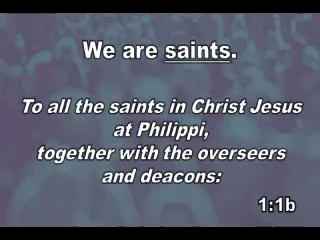 We are saints.
To all the saints in Christ Jesus
at Philippi,
together with the overseers
and deacons:
1:1b